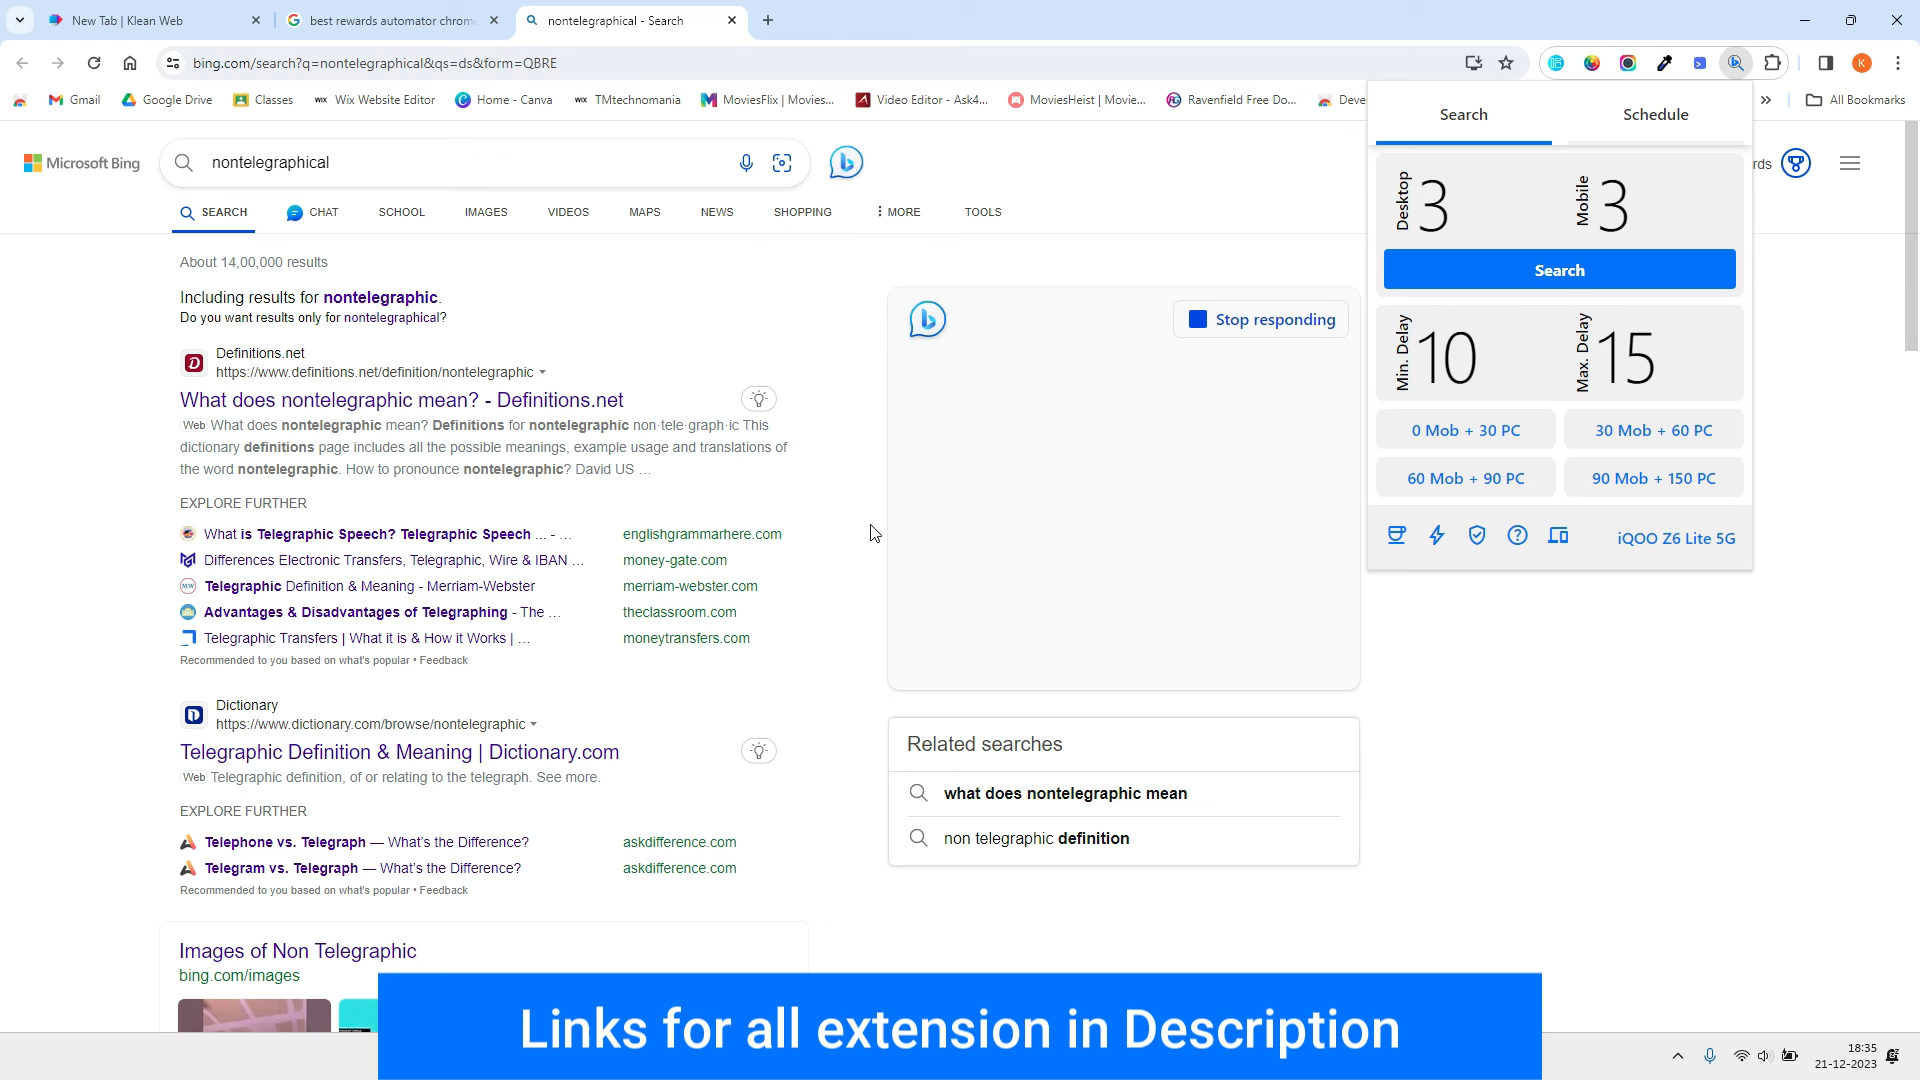 New Tab | Klean Web
best rewards automator chrom
nontelegraphical - Search
bing.com/search?q=nontelegraphical&qs=ds&form=QBRE
K
Gmail
Google Drive
Classes
WIX Wix Website Editor
Home - Canva
WIX TMtechnomania
MoviesFlix | Movies...
Video Editor - Ask4...
MoviesHeist | Movie...
Ravenfield Free Do...
Deve
»
All Bookmarks
Microsoft Bing
nontelegraphical
rds
SEARCH
CHAT
SCHOOL
IMAGES
VIDEOS
MAPS
NEWS
SHOPPING
MORE
TOOLS
About 14,00,000 results
Including results for nontelegraphic.
Do you want results only for nontelegraphical?
Definitions.net
https://www.definitions.net/definition/nontelegraphic
What does nontelegraphic mean? - Definitions.net
Web What does nontelegraphic mean? Definitions for nontelegraphic non·tele·graph·ic This
dictionary definitions page includes all the possible meanings, example usage and translations of
the word nontelegraphic. How to pronounce nontelegraphic? David US ...
EXPLORE FURTHER
What is Telegraphic Speech? Telegraphic Speech ... - ...
englishgrammarhere.com
Differences Electronic Transfers, Telegraphic, Wire & IBAN ...
money-gate.com
Telegraphic Definition & Meaning - Merriam-Webster
merriam-webster.com
Advantages & Disadvantages of Telegraphing - The ...
theclassroom.com
Telegraphic Transfers | What it is & How it Works | ...
moneytransfers.com
Recommended to you based on what's popular • Feedback
Dictionary
https://www.dictionary.com/browse/nontelegraphic
Telegraphic Definition & Meaning | Dictionary.com
Web Telegraphic definition, of or relating to the telegraph. See more.
EXPLORE FURTHER
Telephone vs. Telegraph — What's the Difference?
askdifference.com
Telegram vs. Telegraph — What's the Difference?
askdifference.com
Recommended to you based on what's popular • Feedback
Images of Non Telegraphic
bing.com/images
Stop responding
Related searches
what does nontelegraphic mean
non telegraphic definition
Search
Schedule
Desktop
3
Mobile
3
Search
Min. Delay
10
Max. Delay
15
0 Mob + 30 PC
30 Mob + 60 PC
60 Mob + 90 PC
90 Mob + 150 PC
iQOO Z6 Lite 5G
Links for all extension in Description
18:35
21-12-2023